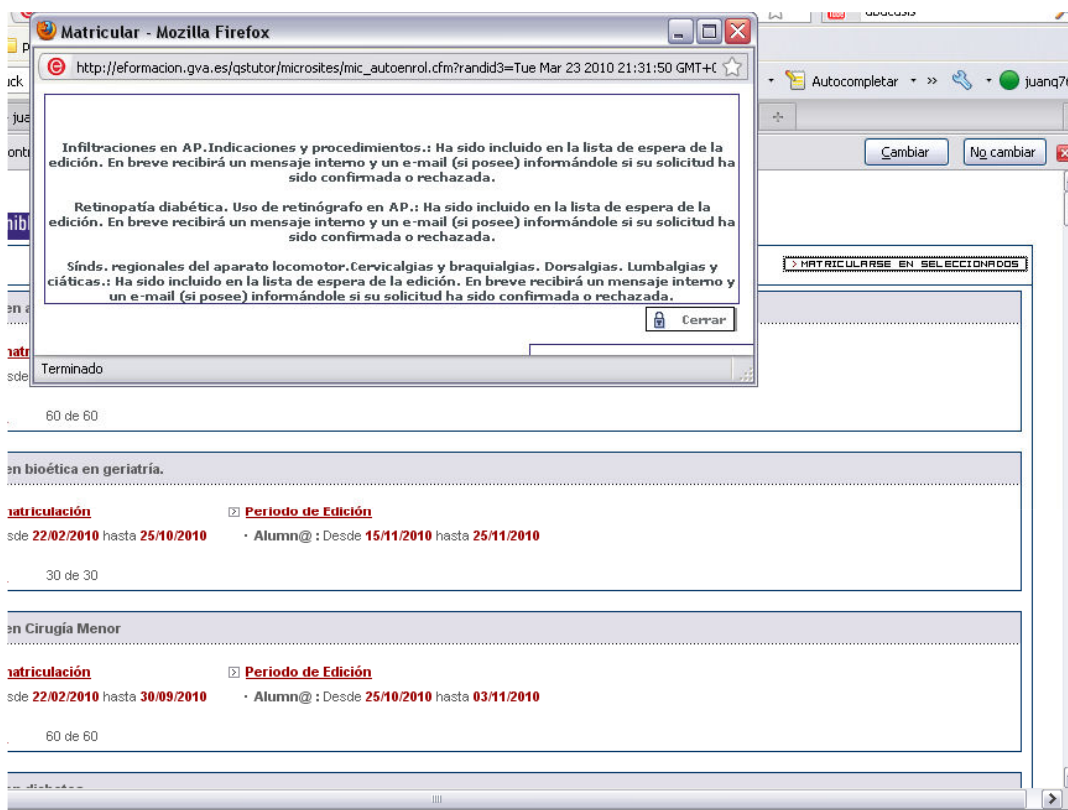 abacusis
Matricular - Mozilla Firefox
http://eformacion.gva.es/qstutor/microsites/mic_autoenrol.cfm?randid3=Tue Mar 23 2010 21:31:50 GMT+(
Autocompletar
juanq7
Cambiar
No cambiar
Infiltraciones en AP.Indicaciones y procedimientos.: Ha sido incluido en la lista de espera de la
edición. En breve recibirá un mensaje interno y un e-mail (si posee) informándole si su solicitud ha
sido confirmada o rechazada.
Retinopatía diabética. Uso de retinógrafo en AP.: Ha sido incluido en la lista de espera de la
edición. En breve recibirá un mensaje interno y un e-mail (si posee) informándole si su solicitud ha
sido confirmada o rechazada.
Sínds. regionales del aparato locomotor.Cervicalgias y braquialgias. Dorsalgias. Lumbalgias y
ciáticas.: Ha sido incluido en la lista de espera de la edición. En breve recibirá un mensaje interno y
un e-mail (si posee) informándole si su solicitud ha sido confirmada o rechazada.
Cerrar
Terminado
MATRICULARSE EN SELECCIONADOS
60 de 60
en bioética en geriatría.
natriculación
Periodo de Edición
sde 22/02/2010 hasta 25/10/2010
· Alumn@ : Desde 15/11/2010 hasta 25/11/2010
30 de 30
en Cirugía Menor
natriculación
Periodo de Edición
sde 22/02/2010 hasta 30/09/2010
· Alumn@ : Desde 25/10/2010 hasta 03/11/2010
60 de 60